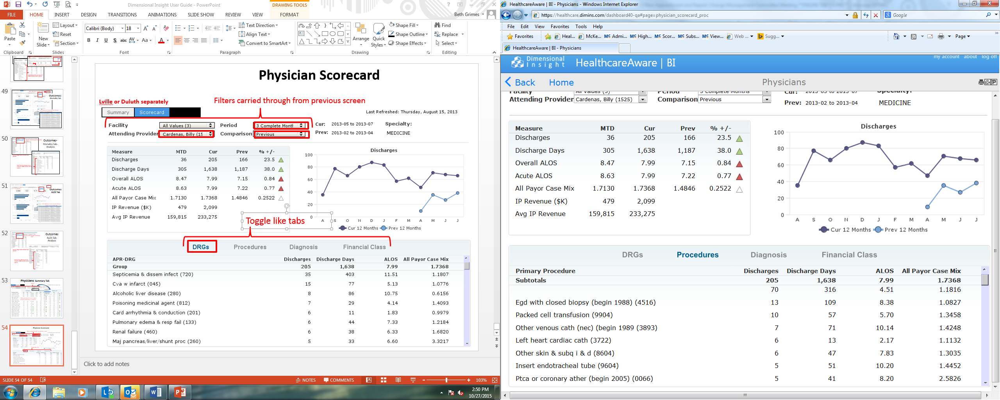 Dimensional Insight User Guide - PowerPoint
DRAWING TOOLS
FILE HOME INSERT DESIGN TRANSITIONS ANIMATIONS SLIDE SHOW REVIEW VIEW FORMAT
Beth Grimes
Paste
New Slide
Layout
Reset
Section
Calibri (Body) 18
B I U S abc AV Aa A
Text Direction
Align Text
Convert to SmartArt
Arrange
Quick Styles
Shape Fill
Shape Outline
Shape Effects
Find
Replace
Select
Clipboard Slides Font Paragraph Drawing Editing
49
Outcomes-
Mortality Tab
50
Outcomes-
Mortality Tab-
Analysis
51
Outcomes
ALOS Tab
52
Outcomes
ALOS Tab-
Analysis
53
Physicians Summary Tab
54
Physician Scorecard
Physician Scorecard
Lville or Duluth separately
Filters carried through from previous screen
Summary Scorecard
Last Refreshed: Thursday, August 15, 2013
Facility All Values (3) Period 3 Complete Month Cur: 2013-05 to 2013-07 Specialty:
Attending Provider Cardenas, Billy (15 Comparison Previous Prev: 2013-02 to 2013-04 MEDICINE
Measure MTD Cur Prev % +/-
Discharges 36 205 166 23.5
Discharge Days 305 1,638 1,187 38.0
Overall ALOS 8.47 7.99 7.15 0.84
Acute ALOS 8.63 7.99 7.22 0.77
All Payor Case Mix 1.7130 1.7368 1.4846 0.2522
IP Revenue ($K) 479 2,099
Avg IP Revenue 159,815 233,275
Discharges
100
80
60
40
20
0
A S O N D J F M A M J J
Cur 12 Months Prev 12 Months
Toggle like tabs
DRGs Procedures Diagnosis Financial Class
APR-DRG Discharges Discharge Days ALOS All Payor Case Mix
Group 205 1,638 7.99 1.7368
Septicemia & dissem infect (720) 35 403 11.51 1.1807
Cva w infarct (045) 15 77 5.13 1.0776
Alcoholic liver disease (280) 8 86 10.75 0.6156
Poisoning medicinal agent (812) 7 29 4.14 1.4093
Card arrhythmia & conduction (201) 6 11 1.83 0.9979
Pulmonary edema & resp fail (133) 6 44 7.33 1.2184
Renal failure (460) 6 38 6.33 1.6820
Maj pancreas/liver/shunt proc (260) 5 33 6.60 3.3217
Click to add notes
SLIDE 54 OF 54
NOTES COMMENTS 103%
2:50 PM
10/27/2015
HealthcareAware | BI - Physicians - Windows Internet Explorer
https://healthcare.dimins.com/dashboard40-qa#page=physician_scorecard_proc
Google
File Edit View Favorites Tools Help
Favorites Heal... McKe... Admi... High... Scor... Subs... View... Web ... Sugg... Page
HealthcareAware | BI - Physicians
Dimensional
Insight
HealthcareAware | BI
my account about log off
Back Home Physicians
Facility All Values (3) Period 3 Complete Months Cur: 2013-05 to 2013-07 Specialty:
Attending Provider Cardenas, Billy (1525) Comparison Previous Prev: 2013-02 to 2013-04 MEDICINE
Measure MTD Cur Prev % +/-
Discharges 36 205 166 23.5
Discharge Days 305 1,638 1,187 38.0
Overall ALOS 8.47 7.99 7.15 0.84
Acute ALOS 8.63 7.99 7.22 0.77
All Payor Case Mix 1.7130 1.7368 1.4846 0.2522
IP Revenue ($K) 479 2,099
Avg IP Revenue 159,815 233,275
Discharges
100
80
60
40
20
0
A S O N D J F M A M J J
Cur 12 Months Prev 12 Months
DRGs Procedures Diagnosis Financial Class
Primary Procedure Discharges Discharge Days ALOS All Payor Case Mix
Subtotals 205 1,638 7.99 1.7368
70 316 4.51 1.1816
Egd with closed biopsy (begin 1988) (4516) 13 109 8.38 1.0827
Packed cell transfusion (9904) 10 57 5.70 1.3458
Other venous cath (nec) (begin 1989 (3893) 7 71 10.14 1.4248
Left heart cardiac cath (3722) 6 13 2.17 1.1132
Other skin & subq i & d (8604) 6 47 7.83 1.3035
Insert endotracheal tube (9604) 5 51 10.20 1.4452
Ptca or coronary ather (begin 2005) (0066) 5 41 8.20 2.5826